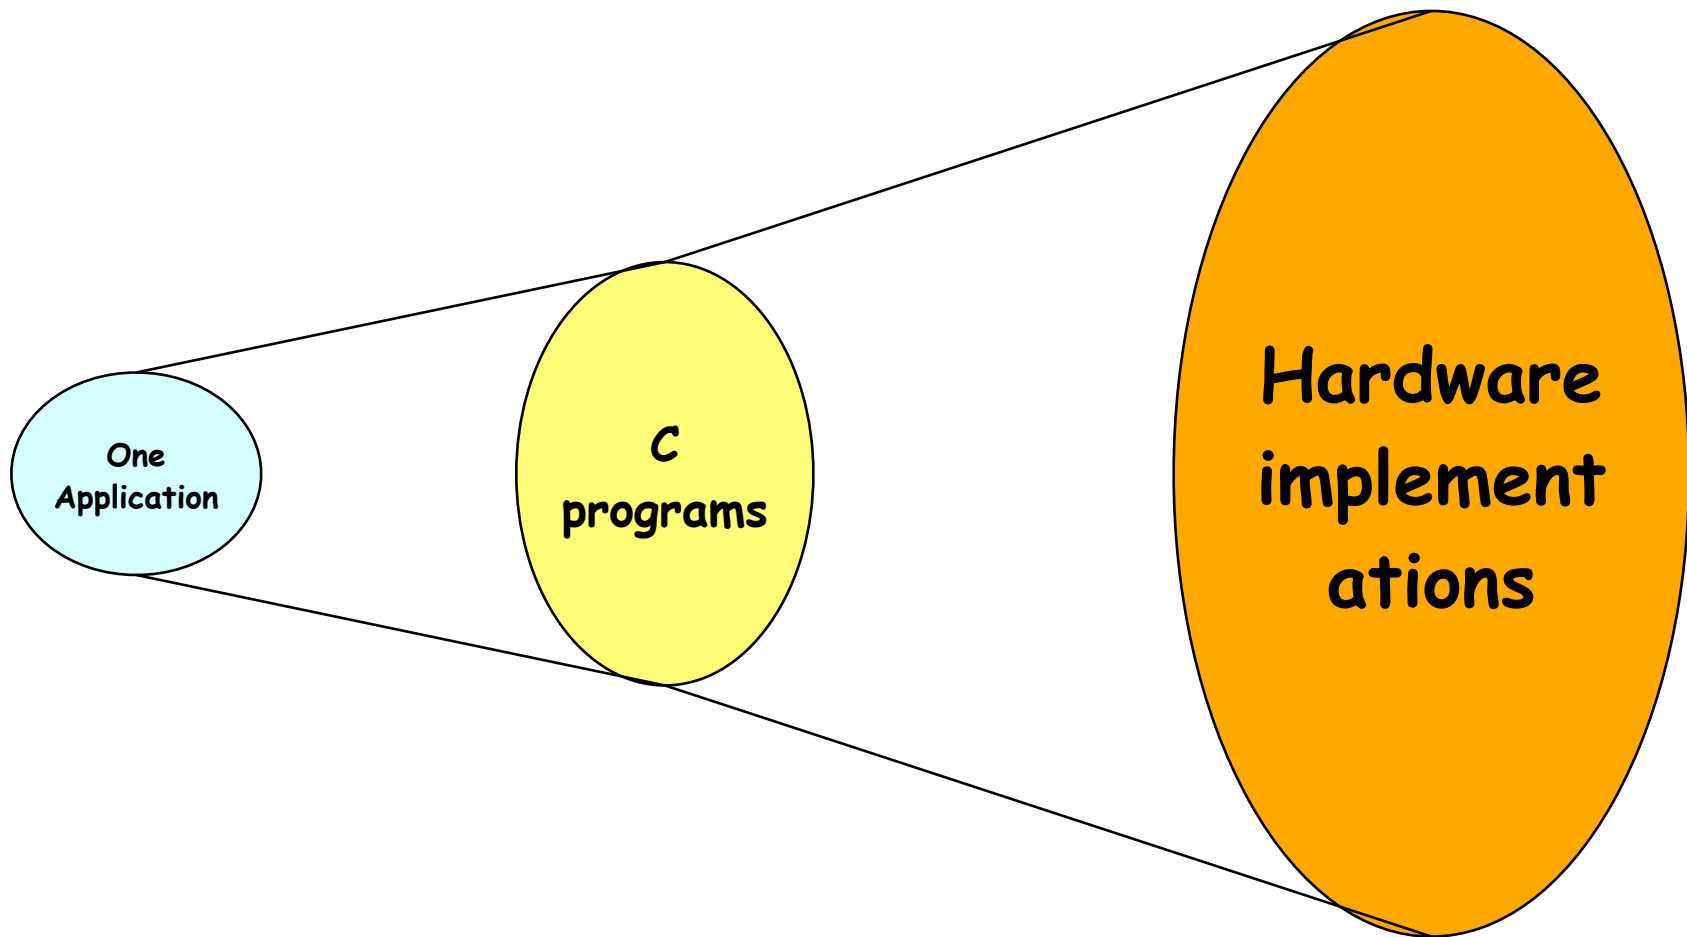 One
Application
C
programs
Hardware
implement
ations